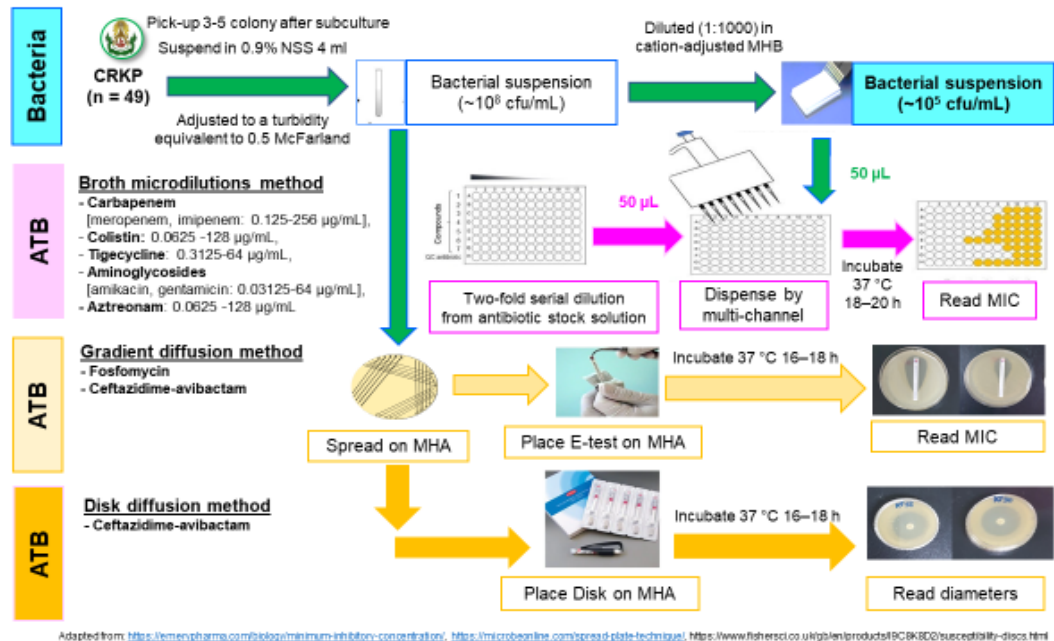 Bacteria
CRKP
(n = 49)
Pick-up 3-5 colony after subculture
Suspend in 0.9% NSS 4 ml
Adjusted to a turbidity
equivalent to 0.5 McFarland
Bacterial suspension
(~10⁸ cfu/mL)
Diluted (1:1000) in
cation-adjusted MHB
Bacterial suspension
(~10⁵ cfu/mL)
ATB
Broth microdilutions method
- Carbapenem
[meropenem, imipenem: 0.125-256 µg/mL],
- Colistin: 0.0625 -128 µg/mL,
- Tigecycline: 0.3125-64 µg/mL,
- Aminoglycosides
[amikacin, gentamicin: 0.03125-64 µg/mL],
- Aztreonam: 0.0625 -128 µg/mL
Compounds
QC antibiotic
50 µL
50 µL
Two-fold serial dilution
from antibiotic stock solution
Dispense by
multi-channel
Incubate
37 °C
18–20 h
Read MIC
ATB
Gradient diffusion method
- Fosfomycin
- Ceftazidime-avibactam
Spread on MHA
Place E-test on MHA
Incubate 37 °C 16–18 h
Read MIC
ATB
Disk diffusion method
- Ceftazidime-avibactam
Place Disk on MHA
Incubate 37 °C 16–18 h
Read diameters
Adapted from: https://emerypharma.com/biology/minimum-inhibitory-concentration/, https://microbeonline.com/spread-plate-technique/, https://www.fishersci.co.uk/gb/en/products/I9C8K8D2/susceptibility-discs.html